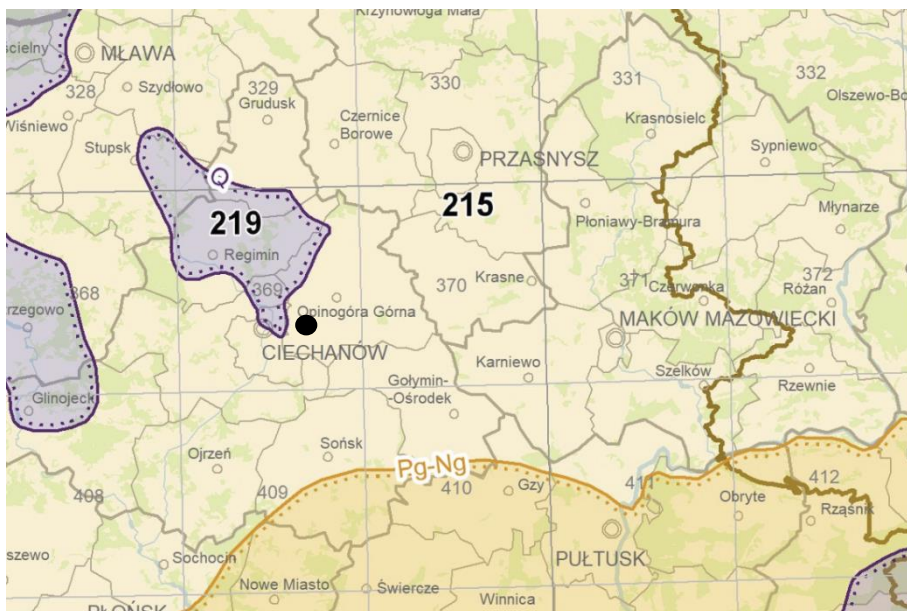 Krzynowłoga Mała
ścielny
MŁAWA
329
330
331
332
328
Szydłowo
Grudusk
Olszewo-Bo
Wiśniewo
Czernice
Borowe
Krasnosielc
Stupsk
PRZASNYSZ
Sypniewo
Q
219
215
Płoniawy-Bramura
Młynarze
Regimin
368
369
370
Krasne
371
372
Czerwonka
Różan
rzegowo
Opinogóra Górna
MAKÓW MAZOWIECKI
CIECHANÓW
Karniewo
Szelków
Rzewnie
Gołymin-
-Ośrodek
Glinojeck
Ojrzeń
Sońsk
Pg-Ng
408
409
410
411
412
Gzy
Obryte
Rząśnik
szewo
Sochocin
PUŁTUSK
Nowe Miasto
Świercze
Winnica
PŁOŃSK